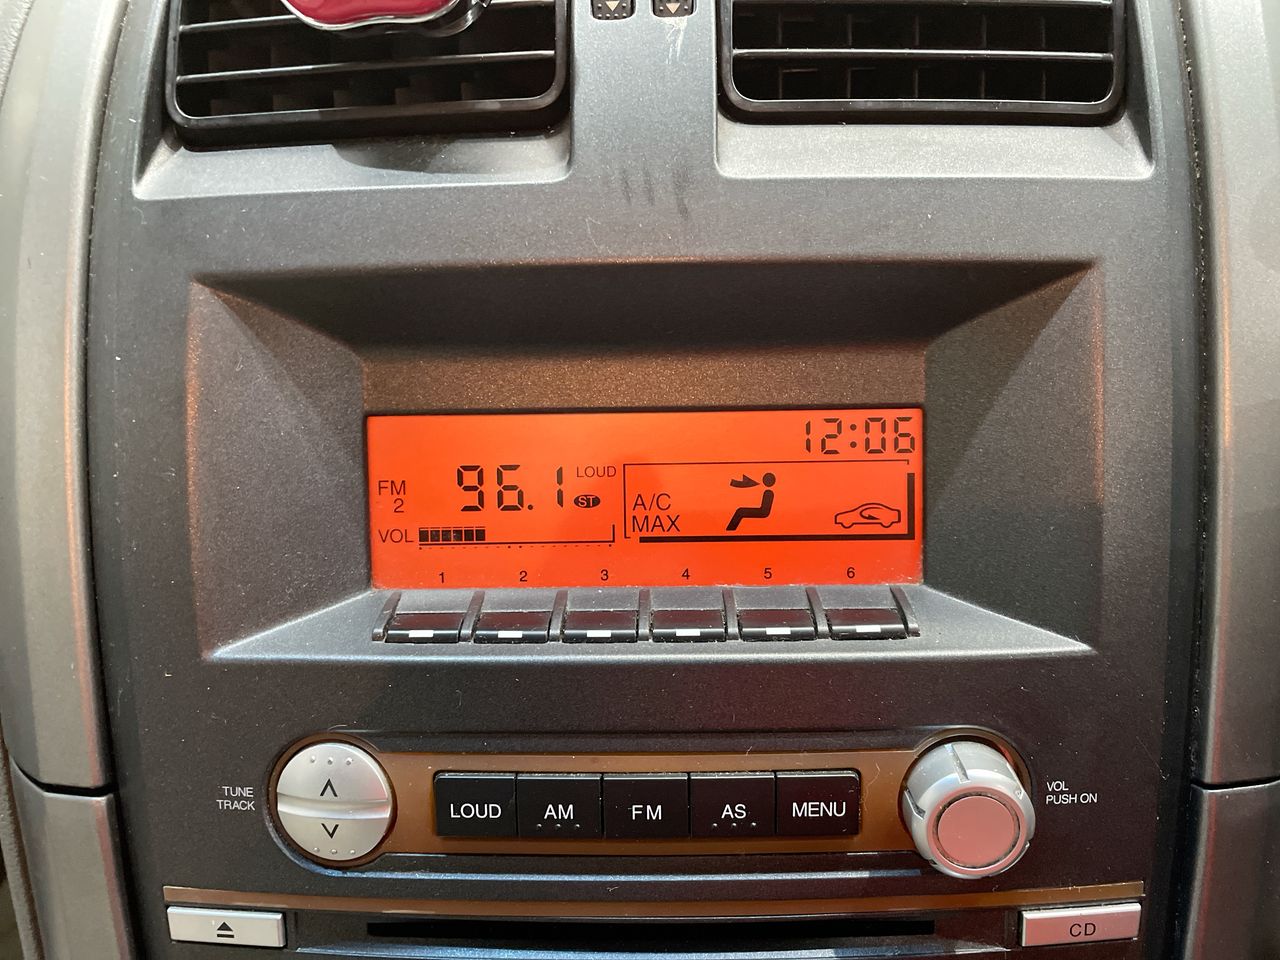 12:06
FM
2
96.1
LOUD
ST
A/C
MAX
VOL
1 2 3 4 5 6
TUNE
TRACK
LOUD AM FM AS MENU
VOL
PUSH ON
CD